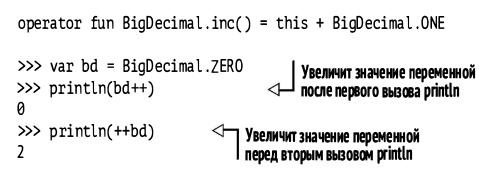 operator fun BigDecimal.inc() = this + BigDecimal.ONE
>>> var bd = BigDecimal.ZERO
>>> println(bd++)
Увеличит значение переменной
после первого вызова println
0
>>> println(++bd)
Увеличит значение переменной
перед вторым вызовом println
2